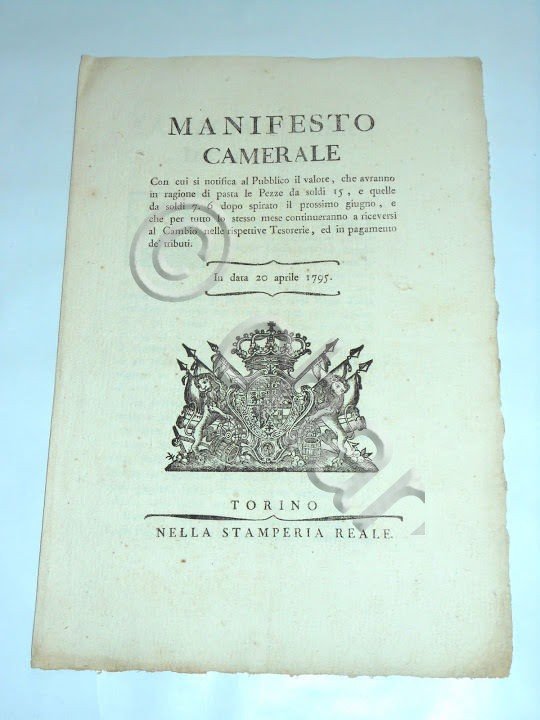 MANIFESTO
CAMERALE
Con cui si notifica al Pubblico il valore, che avranno
in ragione di pasta le Pezze da soldi 15, e quelle
da soldi 7. 6 dopo spirato il prossimo giugno, e
che per tutto lo stesso mese continueranno a riceversi
al Cambio nelle rispettive Tesorerie, ed in pagamento
de' tributi.
In data 20 aprile 1795.
TORINO
NELLA STAMPERIA REALE.